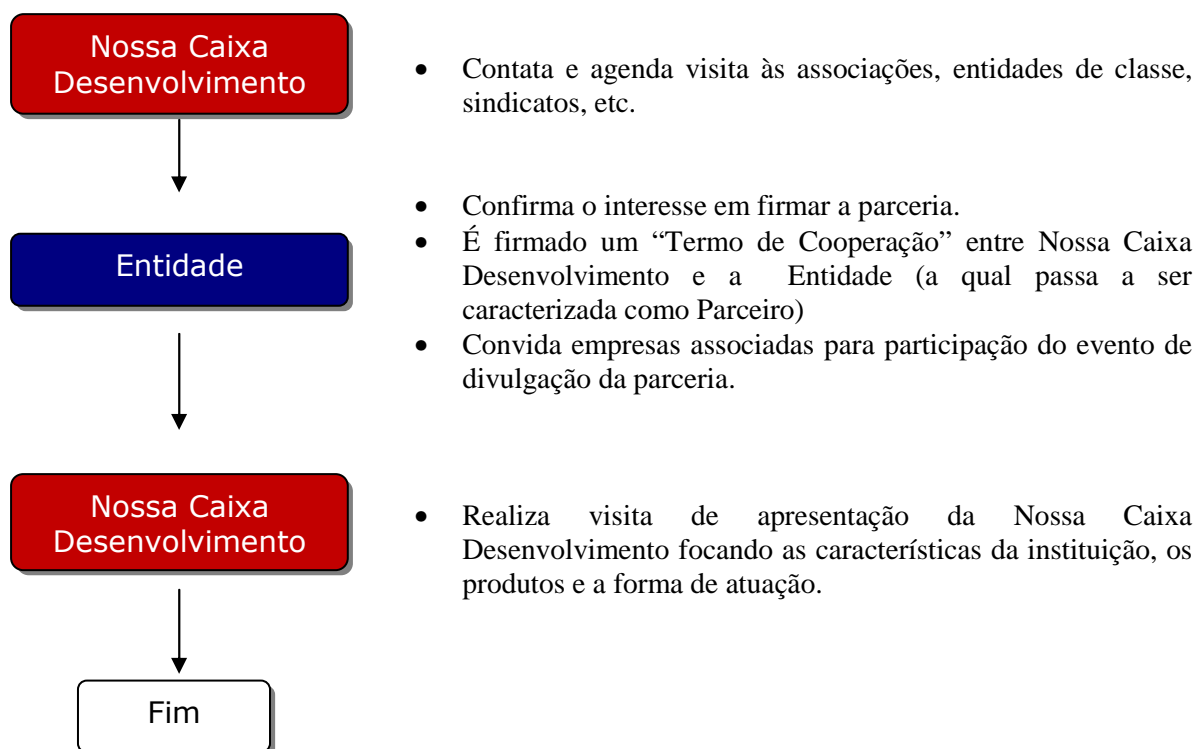 Nossa Caixa
Desenvolvimento
• Contata e agenda visita às associações, entidades de classe,
sindicatos, etc.
• Confirma o interesse em firmar a parceria.
Entidade
• É firmado um “Termo de Cooperação” entre Nossa Caixa
Desenvolvimento e a Entidade (a qual passa a ser
caracterizada como Parceiro)
• Convida empresas associadas para participação do evento de
divulgação da parceria.
Nossa Caixa
Desenvolvimento
• Realiza visita de apresentação da Nossa Caixa
Desenvolvimento focando as características da instituição, os
produtos e a forma de atuação.
Fim